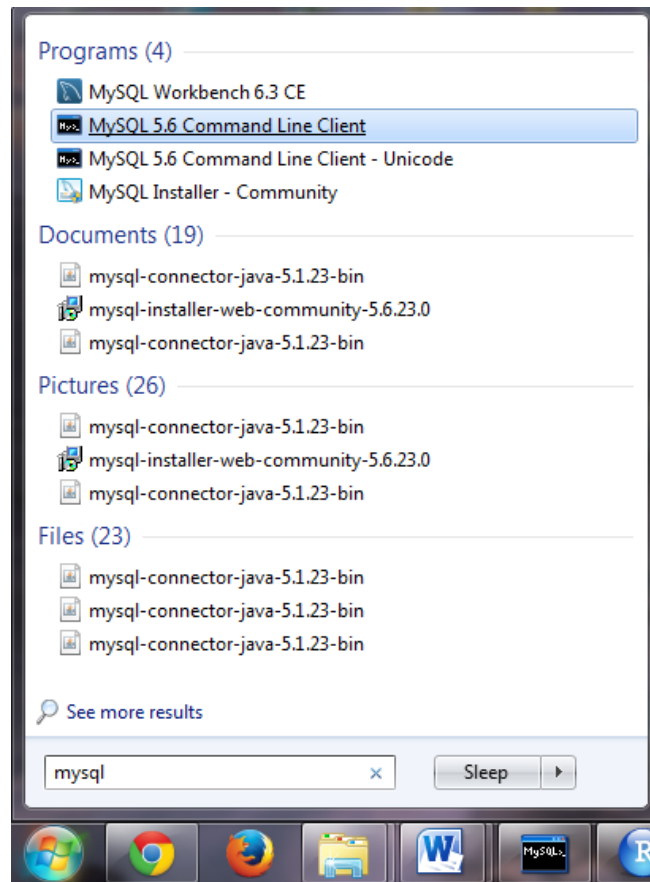 Programs (4)
MySQL Workbench 6.3 CE
MySQL 5.6 Command Line Client
MySQL 5.6 Command Line Client - Unicode
MySQL Installer - Community
Documents (19)
mysql-connector-java-5.1.23-bin
mysql-installer-web-community-5.6.23.0
mysql-connector-java-5.1.23-bin
Pictures (26)
mysql-connector-java-5.1.23-bin
mysql-installer-web-community-5.6.23.0
mysql-connector-java-5.1.23-bin
Files (23)
mysql-connector-java-5.1.23-bin
mysql-connector-java-5.1.23-bin
mysql-connector-java-5.1.23-bin
See more results
mysql
Sleep
W
MySQL>
R